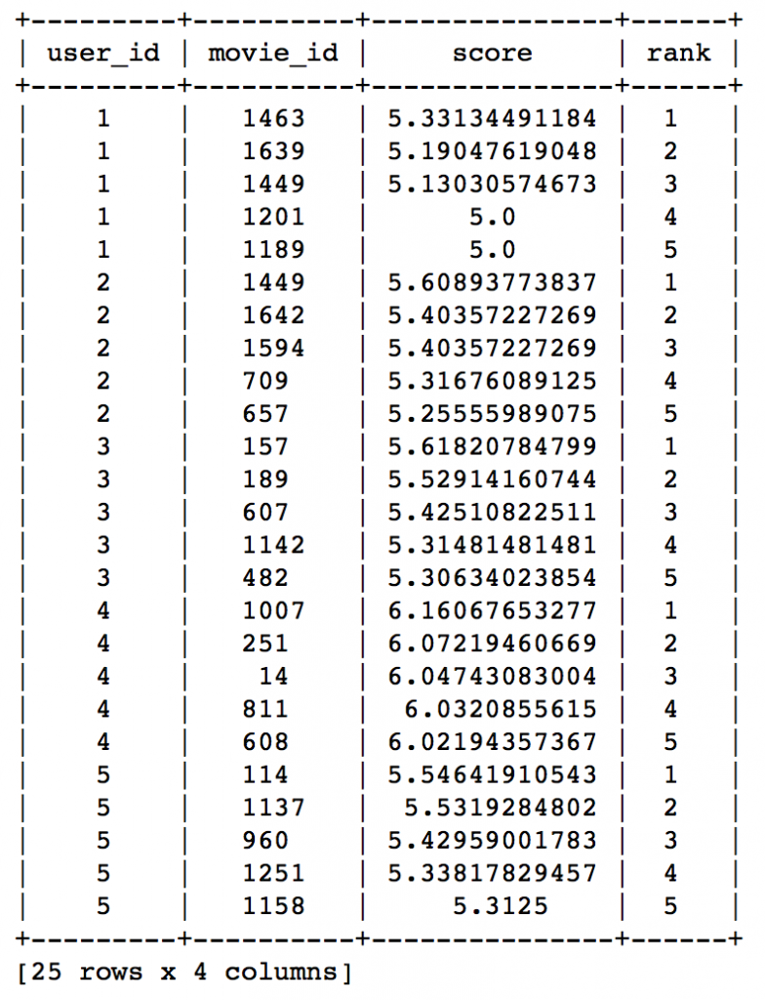 +---------+----------+---------------+------+
| user_id | movie_id |     score     | rank |
+---------+----------+---------------+------+
|    1    |   1463   | 5.33134491184 |  1   |
|    1    |   1639   | 5.19047619048 |  2   |
|    1    |   1449   | 5.13030574673 |  3   |
|    1    |   1201   |      5.0      |  4   |
|    1    |   1189   |      5.0      |  5   |
|    2    |   1449   | 5.60893773837 |  1   |
|    2    |   1642   | 5.40357227269 |  2   |
|    2    |   1594   | 5.40357227269 |  3   |
|    2    |   709    | 5.31676089125 |  4   |
|    2    |   657    | 5.25555989075 |  5   |
|    3    |   157    | 5.61820784799 |  1   |
|    3    |   189    | 5.52914160744 |  2   |
|    3    |   607    | 5.42510822511 |  3   |
|    3    |   1142   | 5.31481481481 |  4   |
|    3    |   482    | 5.30634023854 |  5   |
|    4    |   1007   | 6.16067653277 |  1   |
|    4    |   251    | 6.07219460669 |  2   |
|    4    |    14    | 6.04743083004 |  3   |
|    4    |   811    |  6.0320855615 |  4   |
|    4    |   608    | 6.02194357367 |  5   |
|    5    |   114    | 5.54641910543 |  1   |
|    5    |   1137   |  5.5319284802 |  2   |
|    5    |   960    | 5.42959001783 |  3   |
|    5    |   1251   | 5.33817829457 |  4   |
|    5    |   1158   |     5.3125    |  5   |
+---------+----------+---------------+------+
[25 rows x 4 columns]